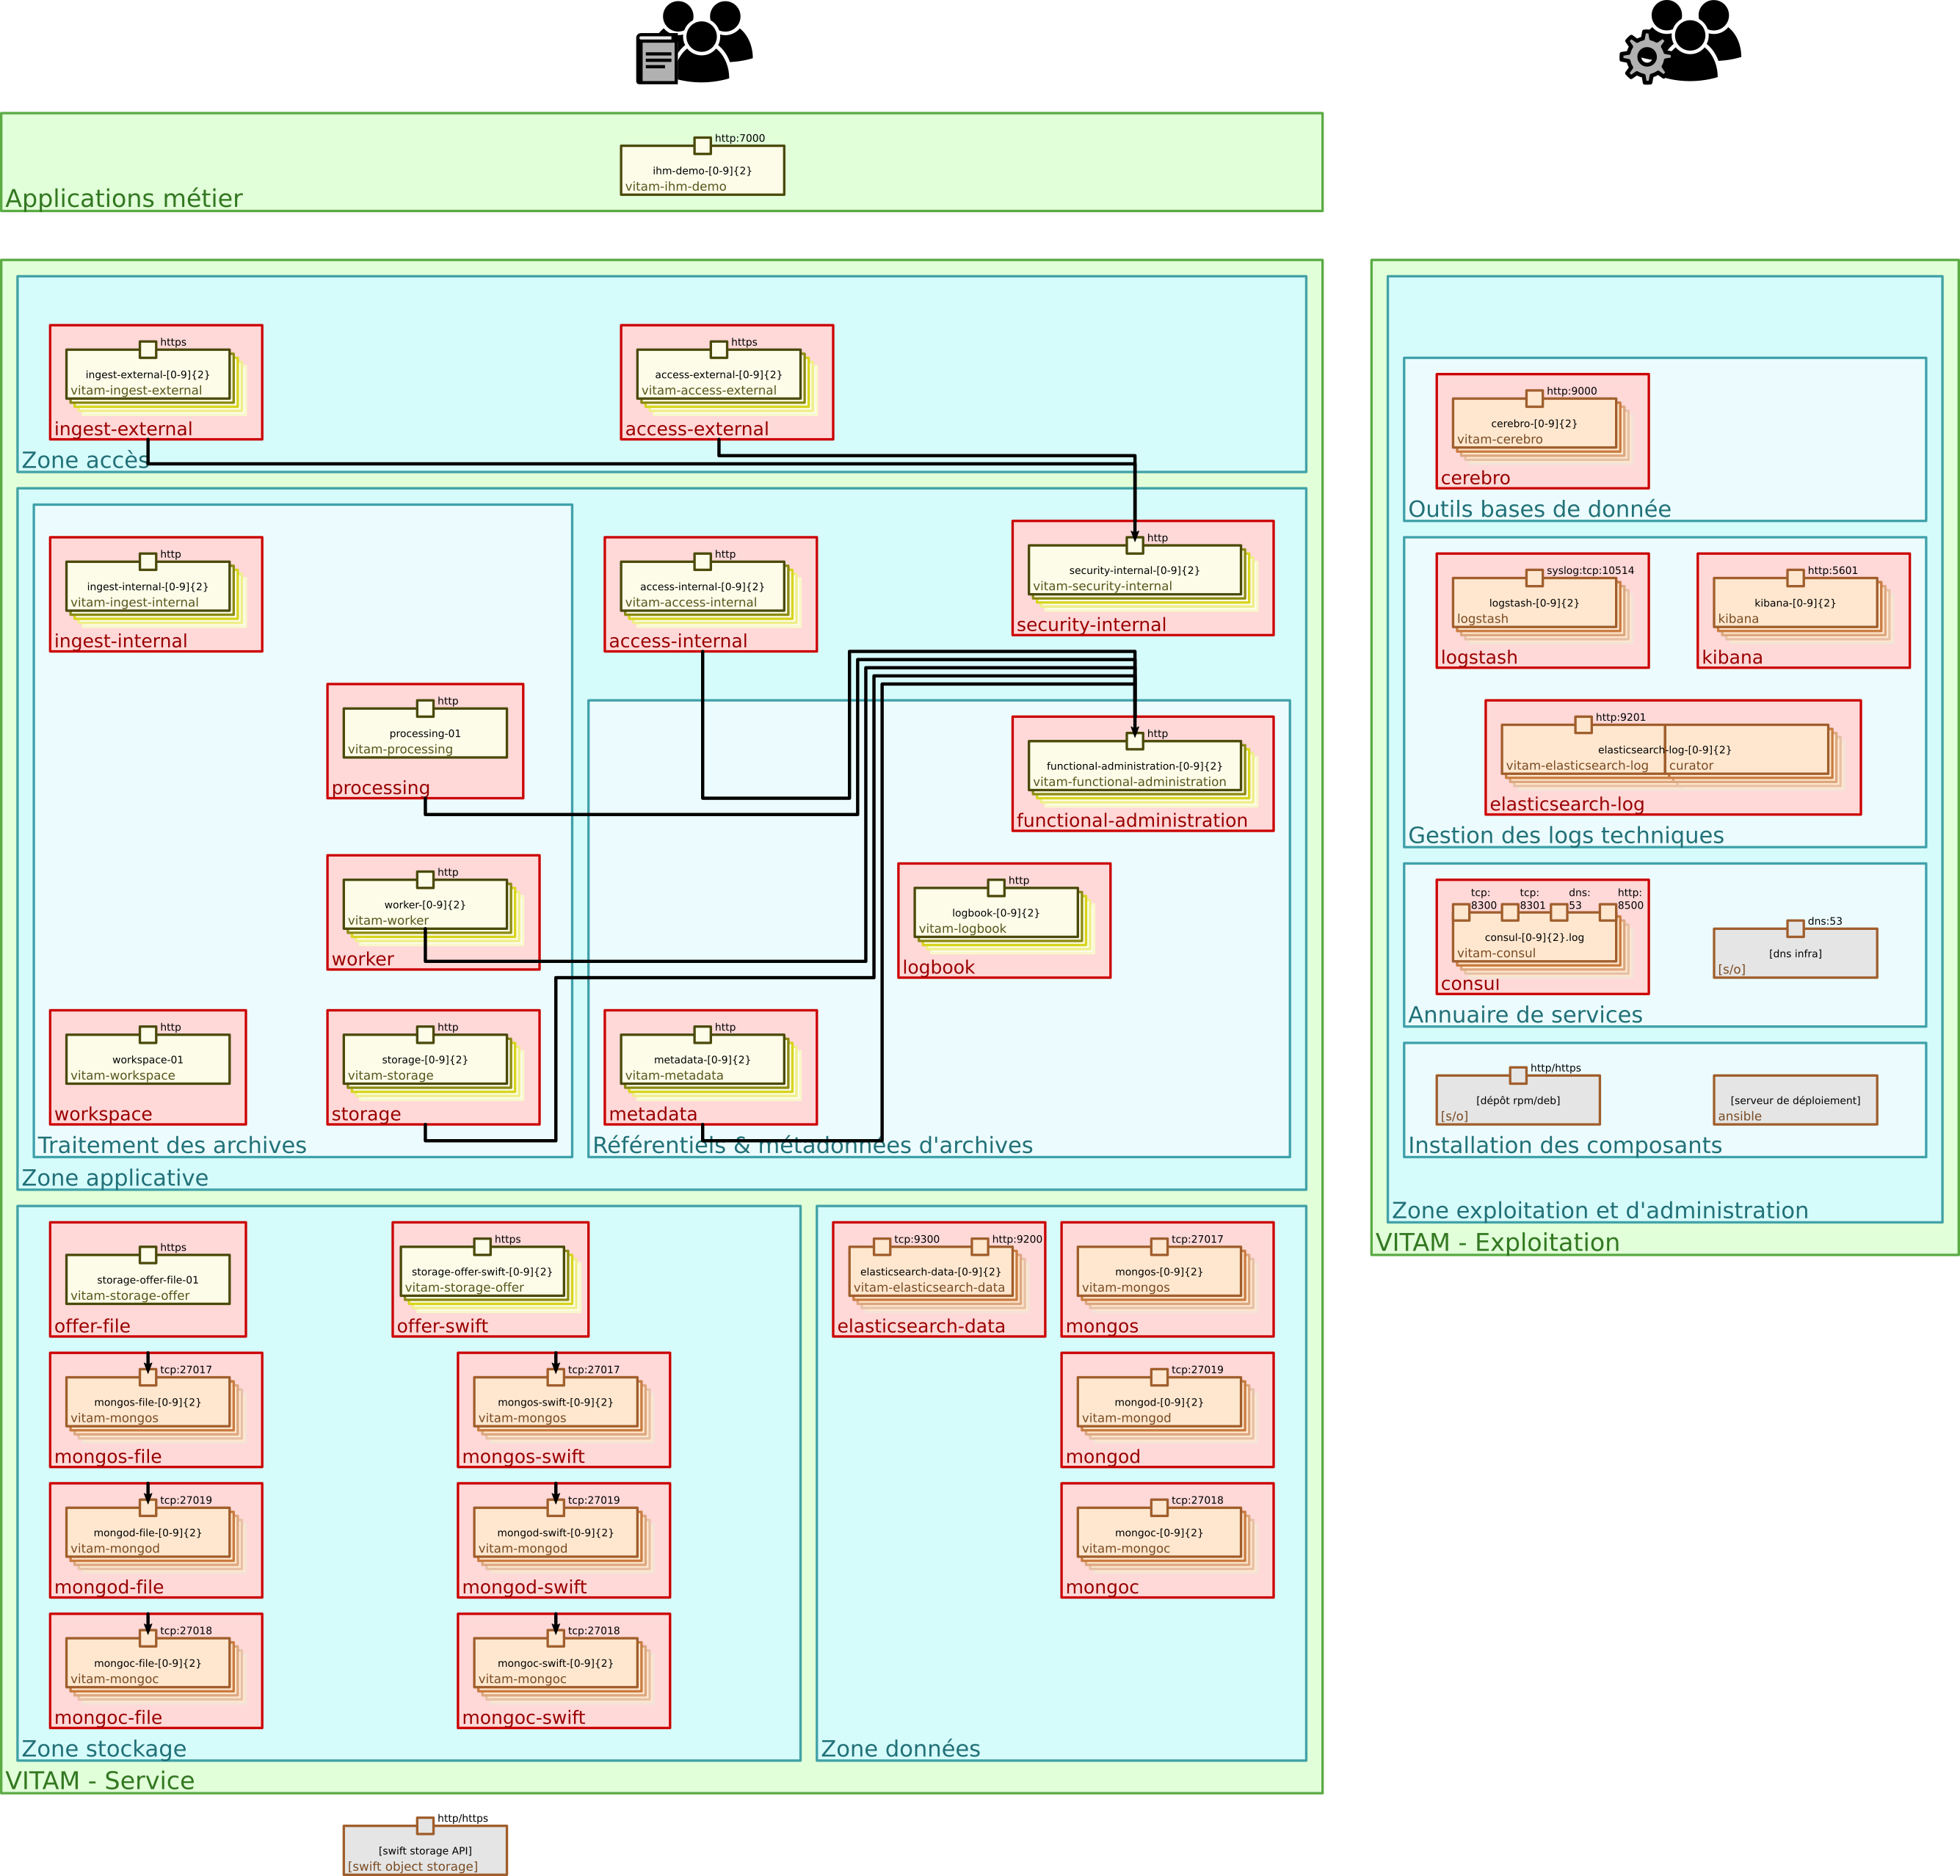 http:7000
ihm-demo-[0-9]{2}
vitam-ihm-demo
Applications métier
https
ingest-external-[0-9]{2}
vitam-ingest-external
ingest-external
https
access-external-[0-9]{2}
vitam-access-external
access-external
Zone accès
http
ingest-internal-[0-9]{2}
vitam-ingest-internal
ingest-internal
http
access-internal-[0-9]{2}
vitam-access-internal
access-internal
http
security-internal-[0-9]{2}
vitam-security-internal
security-internal
http
processing-01
vitam-processing
processing
http
functional-administration-[0-9]{2}
vitam-functional-administration
functional-administration
http
worker-[0-9]{2}
vitam-worker
worker
http
logbook-[0-9]{2}
vitam-logbook
logbook
http
workspace-01
vitam-workspace
workspace
http
storage-[0-9]{2}
vitam-storage
storage
http
metadata-[0-9]{2}
vitam-metadata
metadata
Traitement des archives
Référentiels & métadonnées d'archives
Zone applicative
https
storage-offer-file-01
vitam-storage-offer
offer-file
https
storage-offer-swift-[0-9]{2}
vitam-storage-offer
offer-swift
tcp:27017
mongos-file-[0-9]{2}
vitam-mongos
mongos-file
tcp:27017
mongos-swift-[0-9]{2}
vitam-mongos
mongos-swift
tcp:27019
mongod-file-[0-9]{2}
vitam-mongod
mongod-file
tcp:27019
mongod-swift-[0-9]{2}
vitam-mongod
mongod-swift
tcp:27018
mongoc-file-[0-9]{2}
vitam-mongoc
mongoc-file
tcp:27018
mongoc-swift-[0-9]{2}
vitam-mongoc
mongoc-swift
Zone stockage
tcp:9300
http:9200
elasticsearch-data-[0-9]{2}
vitam-elasticsearch-data
elasticsearch-data
tcp:27017
mongos-[0-9]{2}
vitam-mongos
mongos
tcp:27019
mongod-[0-9]{2}
vitam-mongod
mongod
tcp:27018
mongoc-[0-9]{2}
vitam-mongoc
mongoc
Zone données
VITAM - Service
http/https
[swift storage API]
[swift object storage]
http:9000
cerebro-[0-9]{2}
vitam-cerebro
cerebro
Outils bases de donnée
syslog:tcp:10514
logstash-[0-9]{2}
logstash
logstash
http:5601
kibana-[0-9]{2}
kibana
kibana
http:9201
elasticsearch-log-[0-9]{2}
vitam-elasticsearch-log
curator
elasticsearch-log
Gestion des logs techniques
tcp:
8300
tcp:
8301
dns:
53
http:
8500
consul-[0-9]{2}.log
vitam-consul
consul
dns:53
[dns infra]
[s/o]
Annuaire de services
http/https
[dépôt rpm/deb]
[s/o]
[serveur de déploiement]
ansible
Installation des composants
Zone exploitation et d'administration
VITAM - Exploitation